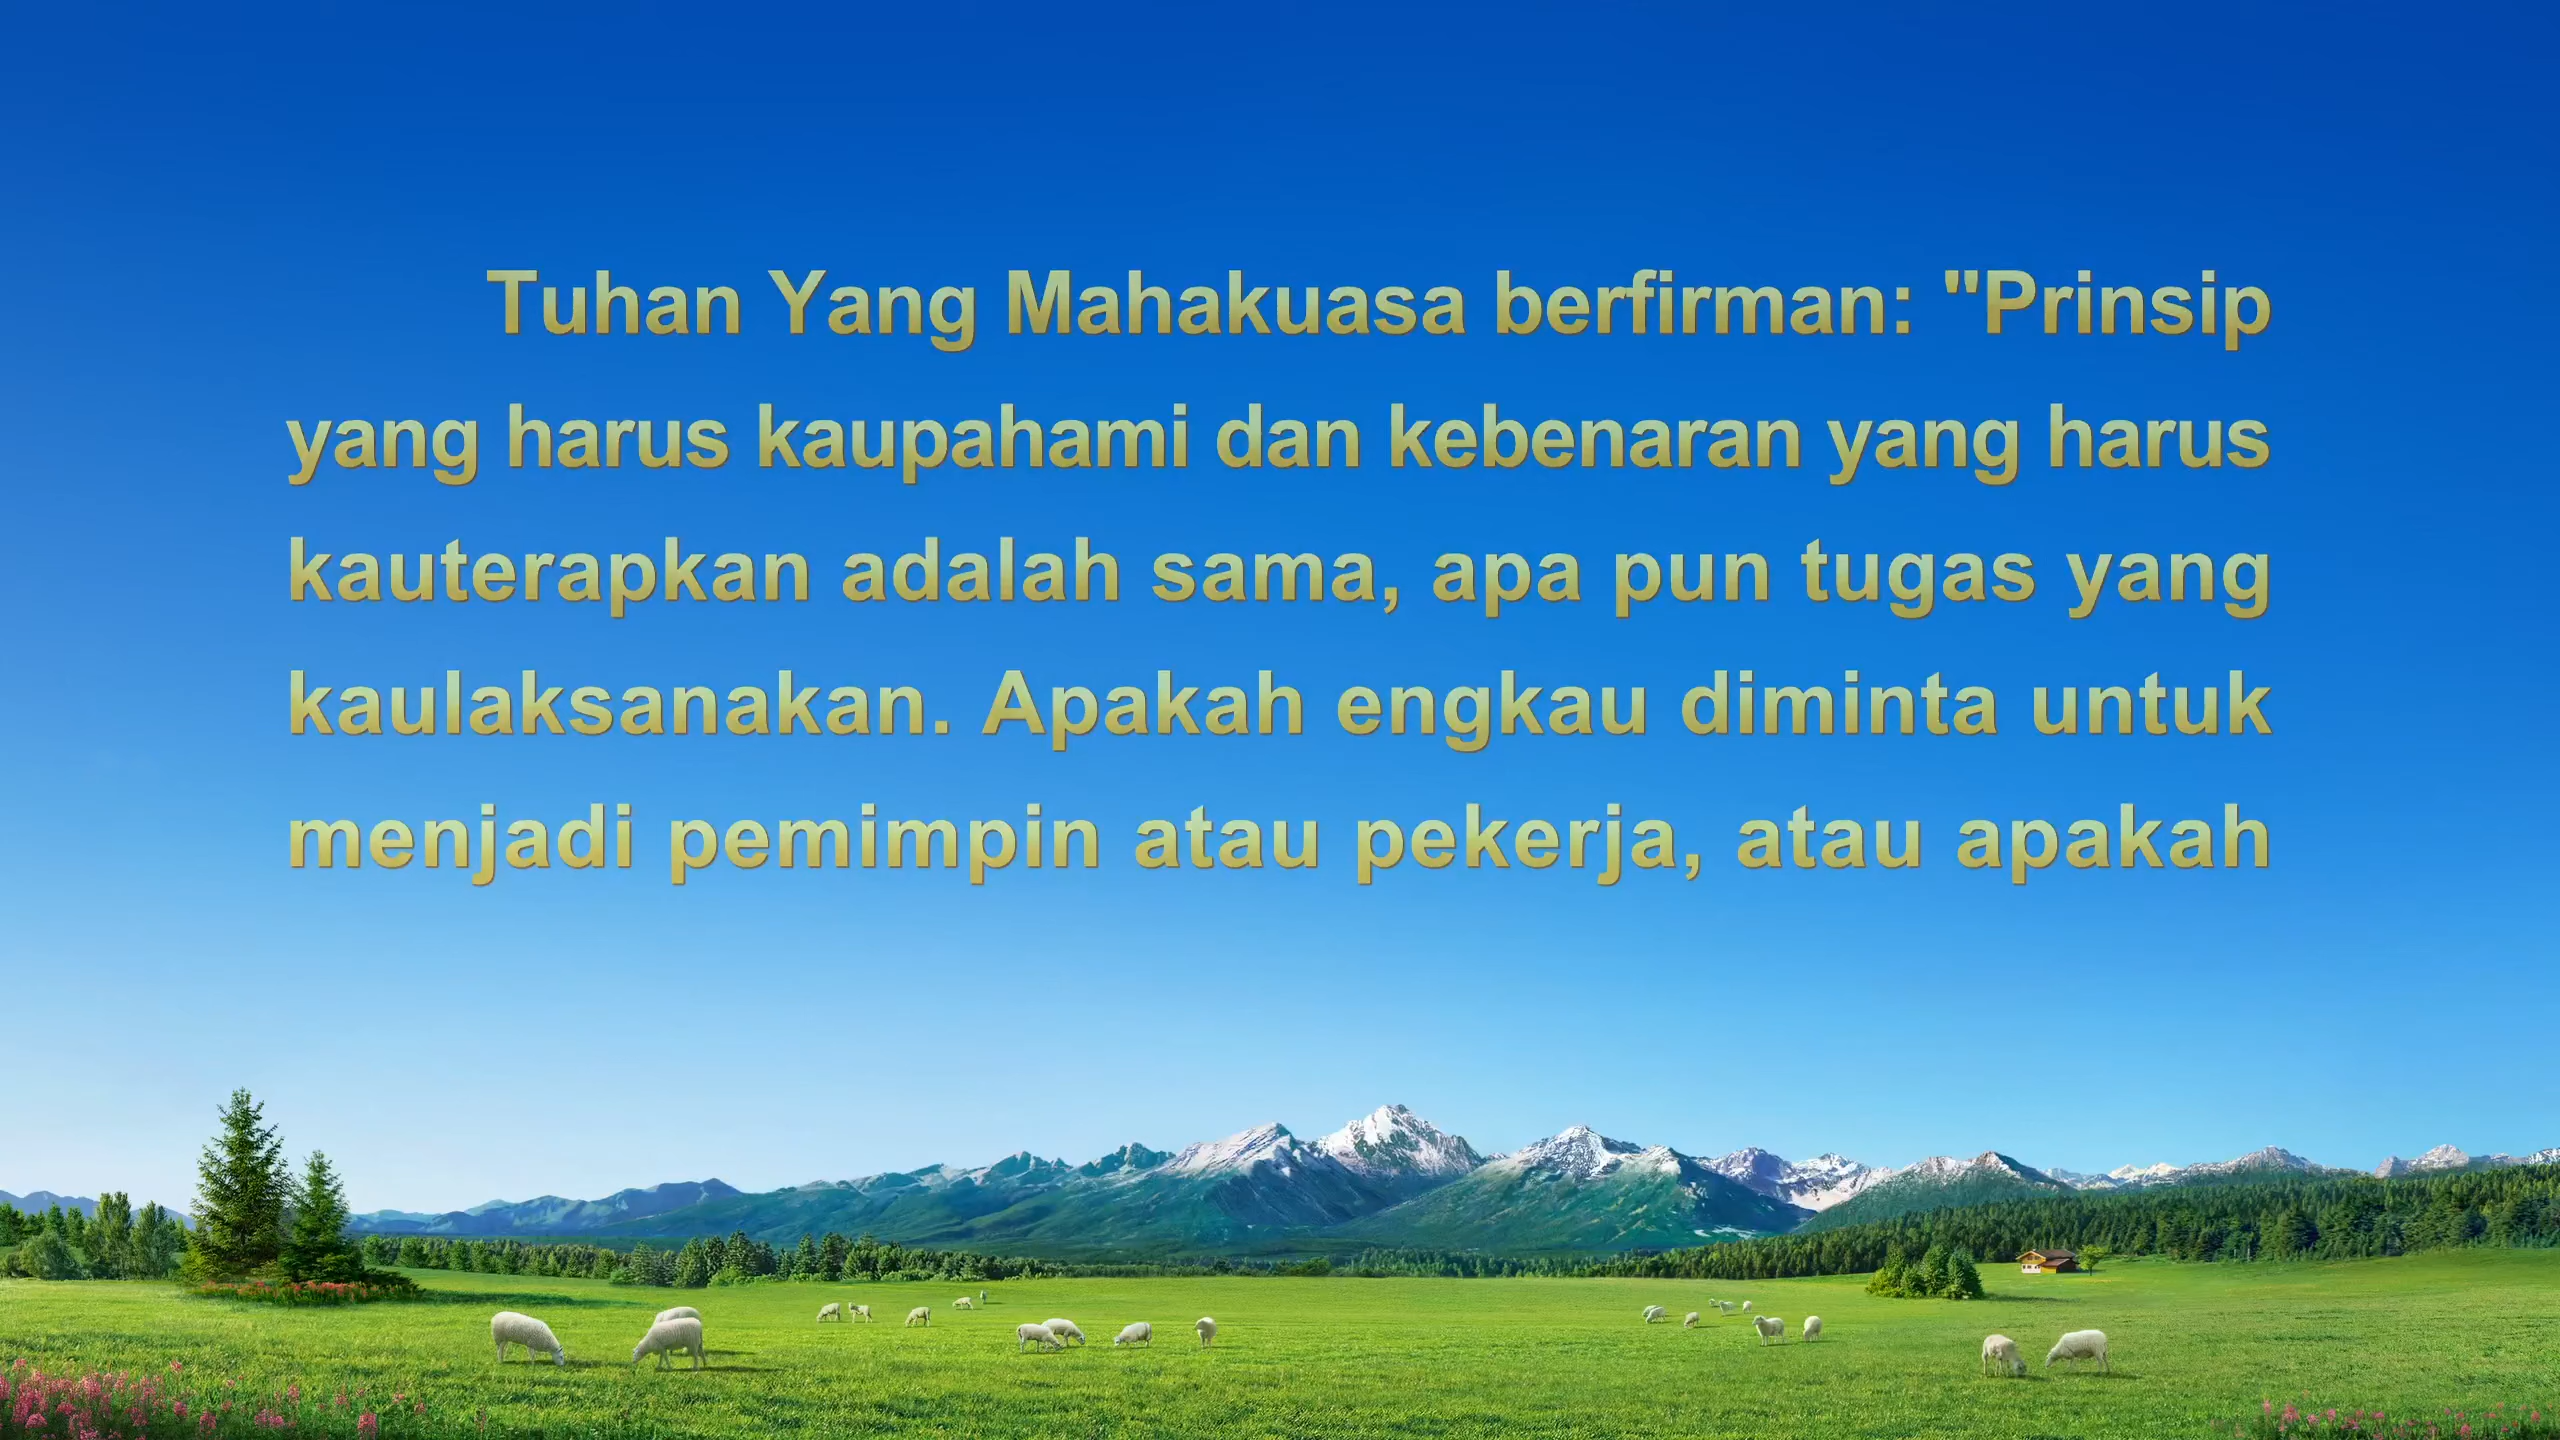 Tuhan Yang Mahakuasa berfirman: "Prinsip
yang harus kaupahami dan kebenaran yang harus
kauterapkan adalah sama, apa pun tugas yang
kaulaksanakan. Apakah engkau diminta untuk
menjadi pemimpin atau pekerja, atau apakah